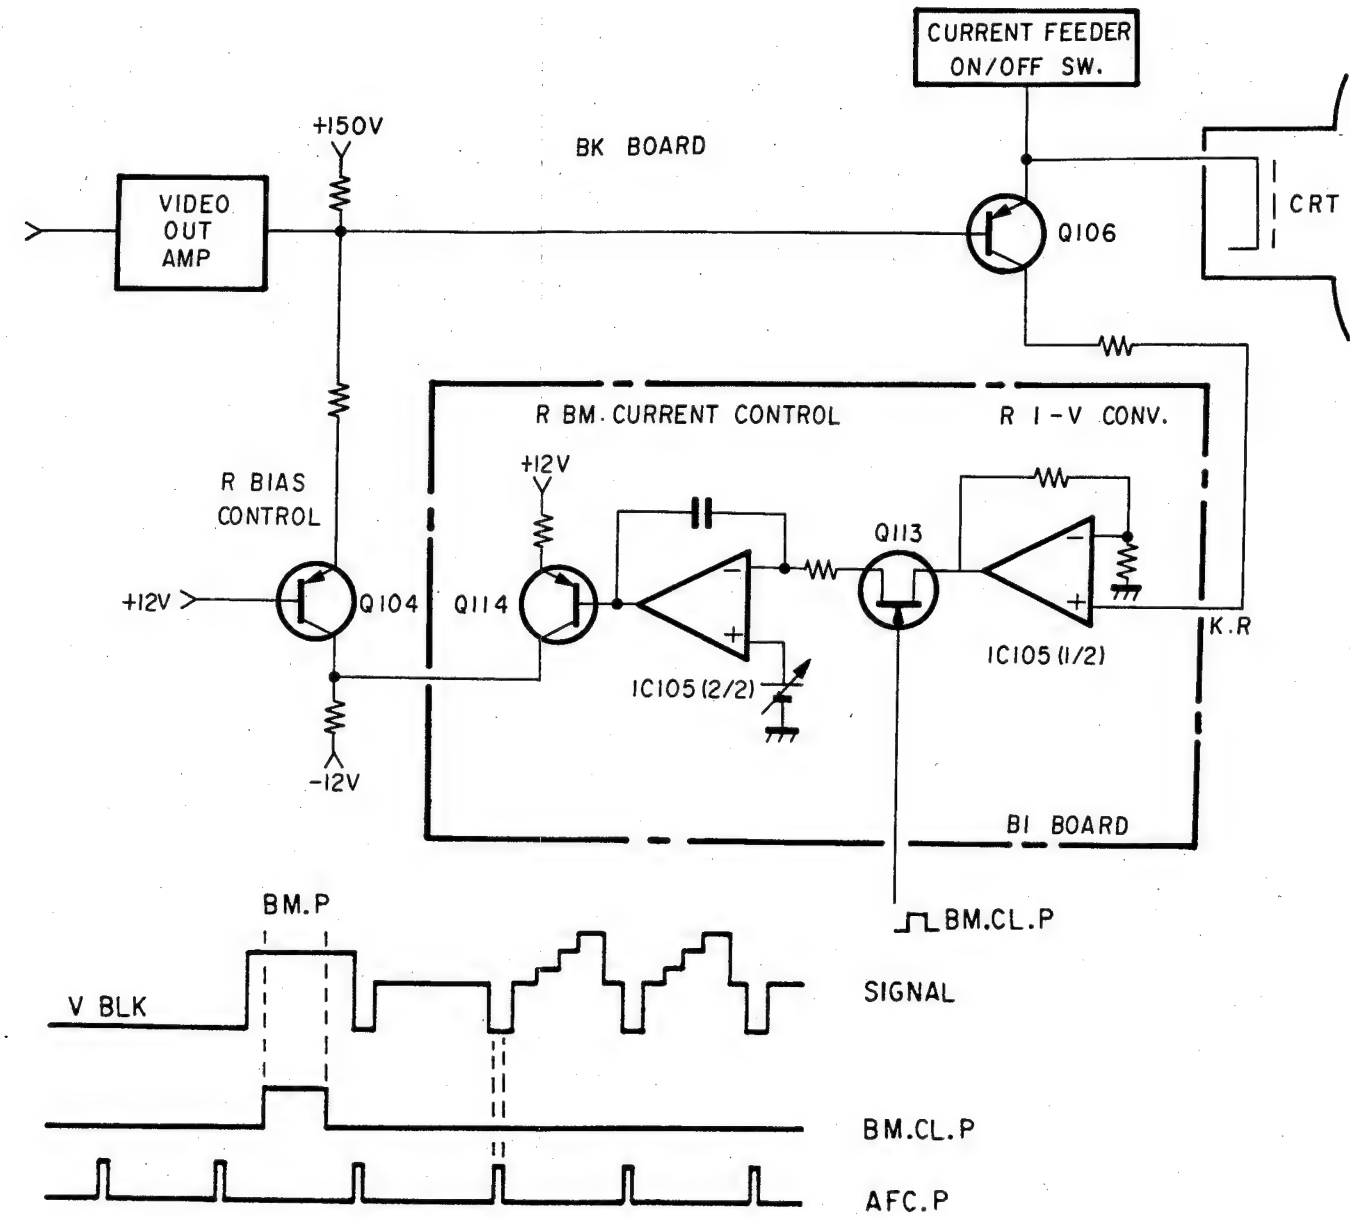 CURRENT FEEDER
ON/OFF SW.
+150V
BK BOARD
VIDEO
OUT
AMP
Q106
CRT
R BM. CURRENT CONTROL
R I-V CONV.
+12V
R BIAS
CONTROL
Q113
+12V
Q104
Q114
-
+
-
+
IC105(2/2)
IC105(1/2)
K.R
-12V
BI BOARD
BM.P
BM.CL.P
V BLK
SIGNAL
BM.CL.P
AFC.P